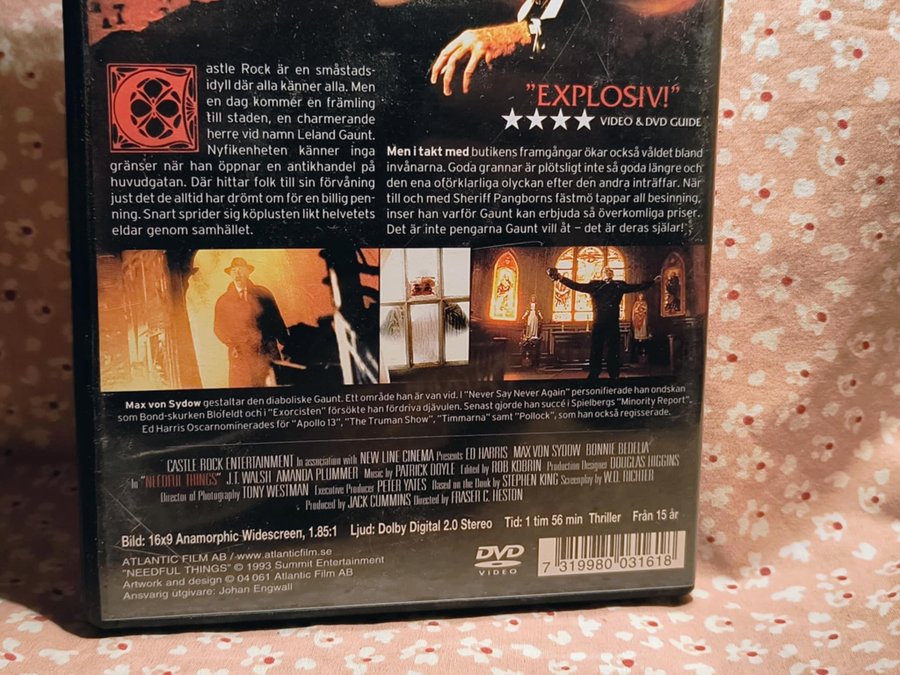 Castle Rock är en småstads-
idyll där alla känner alla. Men
en dag kommer en främling
till staden, en charmerande
herre vid namn Leland Gaunt.
Nyfikenheten känner inga
gränser när han öppnar en antikhandel på
huvudgatan. Där hittar folk till sin förvåning
just det de alltid har drömt om för en billig pen-
ning. Snart sprider sig köplusten likt helvetets
eldar genom samhället.
"EXPLOSIV!"
VIDEO & DVD GUIDE
Men i takt med butikens framgångar ökar också våldet bland
invånarna. Goda grannar är plötsligt inte så goda längre och
den ena oförklarliga olyckan efter den andra inträffar. När
till och med Sheriff Pangborns fästmö tappar all besinning,
inser han varför Gaunt kan erbjuda så överkomliga priser.
Det är inte pengarna Gaunt vill åt – det är deras själar!
Max von Sydow gestaltar den diaboliske Gaunt. Ett område han är van vid. I "Never Say Never Again" personifierade han ondskan
som Bond-skurken Blofeldt och i "Exorcisten" försökte han fördriva djävulen. Senast gjorde han succé i Spielbergs "Minority Report".
Ed Harris Oscarnominerades för "Apollo 13", "The Truman Show", "Timmarna" samt "Pollock", som han också regisserade.
CASTLE ROCK ENTERTAINMENT In association with NEW LINE CINEMA Presents ED HARRIS MAX VON SYDOW BONNIE BEDELIA
In "NEEDFUL THINGS" J.T. WALSH AMANDA PLUMMER Music by PATRICK DOYLE Edited by ROB KOBRIN Production Designer DOUGLAS HIGGINS
Director of Photography TONY WESTMAN Executive Producer PETER YATES Based on the Book by STEPHEN KING Screenplay by W.D. RICHTER
Produced by JACK CUMMINS Directed by FRASER C. HESTON
Bild: 16x9 Anamorphic Widescreen, 1.85:1 Ljud: Dolby Digital 2.0 Stereo Tid: 1 tim 56 min Thriller Från 15 år
ATLANTIC FILM AB / www.atlanticfilm.se
"NEEDFUL THINGS" © 1993 Summit Entertainment
Artwork and design © 04 061 Atlantic Film AB
Ansvarig utgivare: Johan Engwall
DVD
VIDEO
7 319980 031618